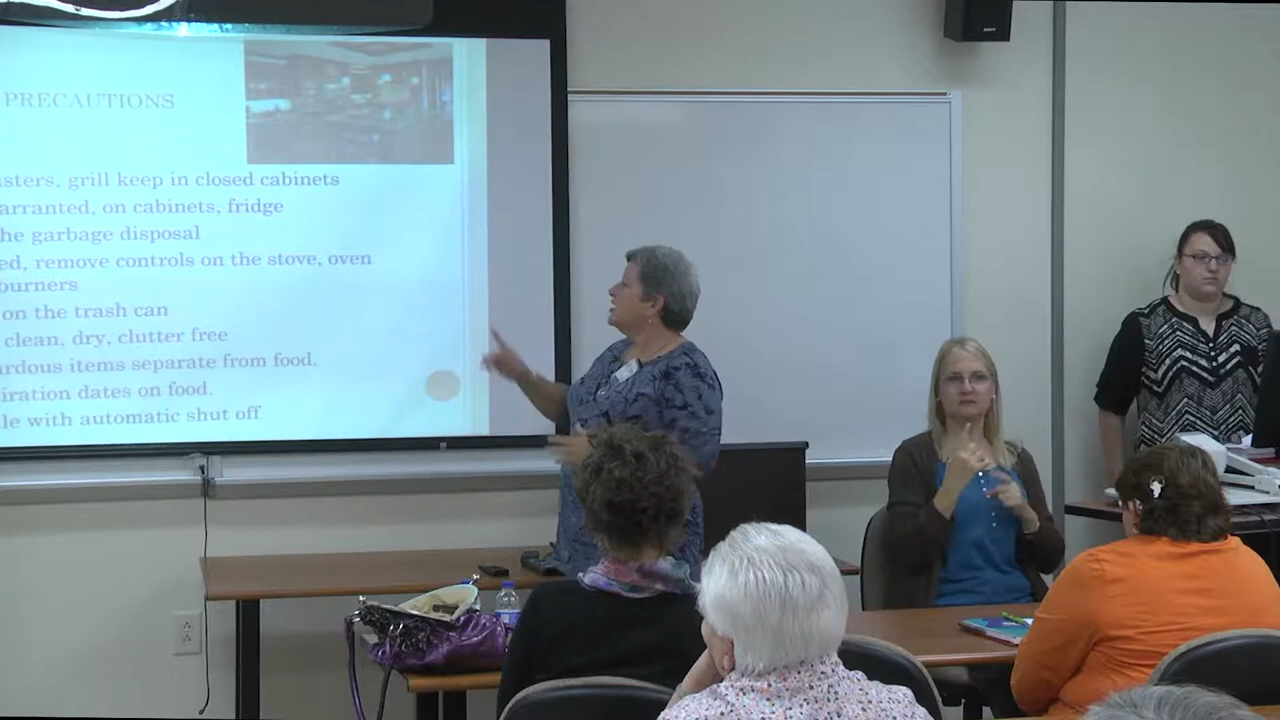 PRECAUTIONS
sters, grill keep in closed cabinets
arranted, on cabinets, fridge
he garbage disposal
ed, remove controls on the stove, oven
burners
on the trash can
clean, dry, clutter free
ardous items separate from food.
iration dates on food.
le with automatic shut off
SONY